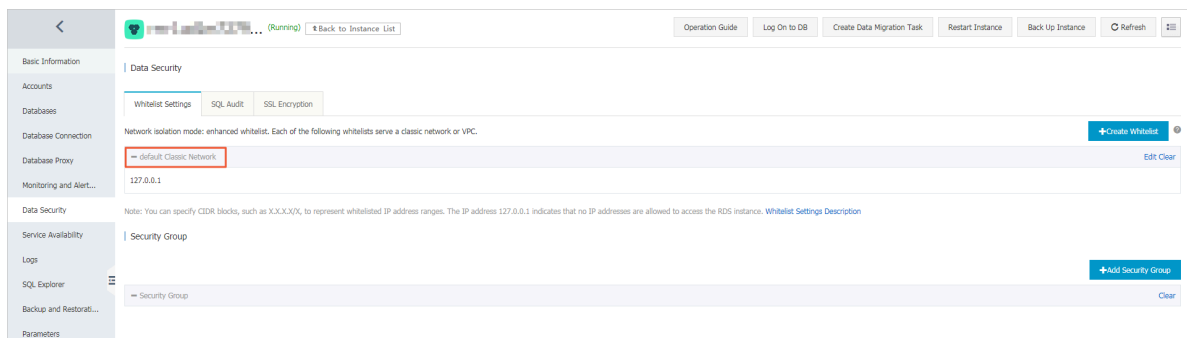 ... (Running) Back to Instance List Operation Guide Log On to DB Create Data Migration Task Restart Instance Back Up Instance Refresh
Basic Information
Accounts
Databases
Database Connection
Database Proxy
Monitoring and Alert...
Data Security
Service Availability
Logs
SQL Explorer
Backup and Restorati...
Parameters
Data Security
Whitelist Settings SQL Audit SSL Encryption
Network isolation mode: enhanced whitelist. Each of the following whitelists serve a classic network or VPC. +Create Whitelist
default Classic Network Edit Clear
127.0.0.1
Note: You can specify CIDR blocks, such as X.X.X.X/X, to represent whitelisted IP address ranges. The IP address 127.0.0.1 indicates that no IP addresses are allowed to access the RDS instance. Whitelist Settings Description
Security Group
+Add Security Group
Security Group Clear